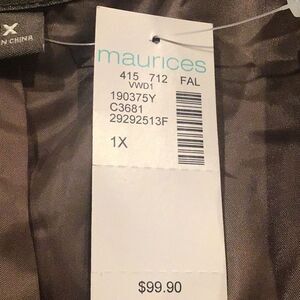 X
N CHINA
maurices
415 712 FAL
VWD1
190375Y
C3681
29292513F
1X
$99.90